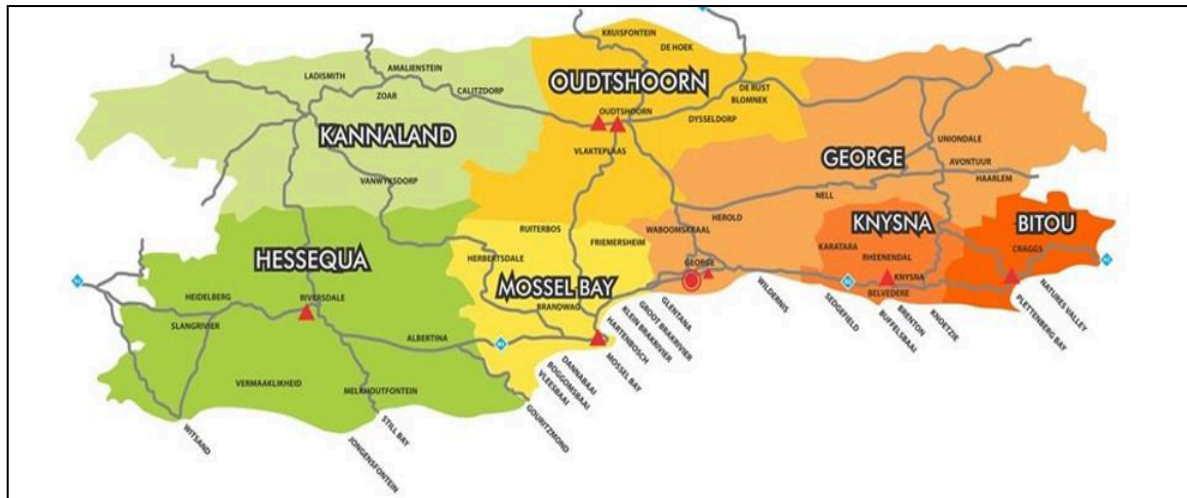 KRUISFONTEIN
DE HOEK
AMALIENSTEIN
LADISMITH
ZOAR
CALITZDORP
OUDTSHOORN
DE RUST
BLOMNEK
OUDTSHOORN
DYSSELDORP
KANNALAND
VLAKTEPLAAS
UNIONDALE
GEORGE
AVONTUUR
HAARLEM
VANWYKSDORP
NELL
HEROLD
KNYSNA
BITOU
RUITERBOS
WABOOMSKRAAL
FRIEMERSHEIM
KARATARA
CRAGGS
HESSEQUA
HERBERTSDALE
GEORGE
RHEENENDAL
MOSSEL BAY
KNYSNA
HEIDELBERG
RIVERSDALE
BRANDWAG
BELVEDERE
SLANGRIVIER
ALBERTINA
VERMAAKLIKHEID
MELKHOUTFONTEIN
WITSAND
JONGENSFONTEIN
STILL BAY
GOURITZMOND
VLEESBAAI
BOGGOMSBAAI
DANNABAAI
MOSSEL BAY
HARTENBOSCH
KLEIN BRAKRIVIER
GROOT BRAKRIVIER
GLENTANA
WILDERNIS
SEDGEFIELD
BUFFELSBAAI
BRENTON
KNOETZIE
PLETTENBERG BAY
NATURES VALLEY